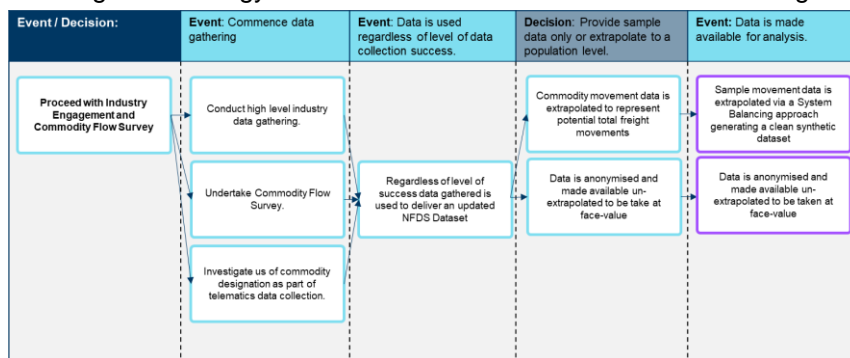 Event / Decision:
Event: Commence data
gathering
Event: Data is used
regardless of level of data
collection success.
Decision: Provide sample
data only or extrapolate to a
population level.
Event: Data is made
available for analysis.
Proceed with Industry
Engagement and
Commodity Flow Survey
Conduct high level industry
data gathering.
Undertake Commodity Flow
Survey.
Investigate us of commodity
designation as part of
telematics data collection.
Regardless of level of
success data gathered is
used to deliver an updated
NFDS Dataset
Commodity movement data is
extrapolated to represent
potential total freight
movements
Data is anonymised and
made available un-
extrapolated to be take at
face-value
Sample movement data is
extrapolated via a System
Balancing approach
generating a clean synthetic
dataset
Data is anonymised and
made available un-
extrapolated to be taken at
face-value